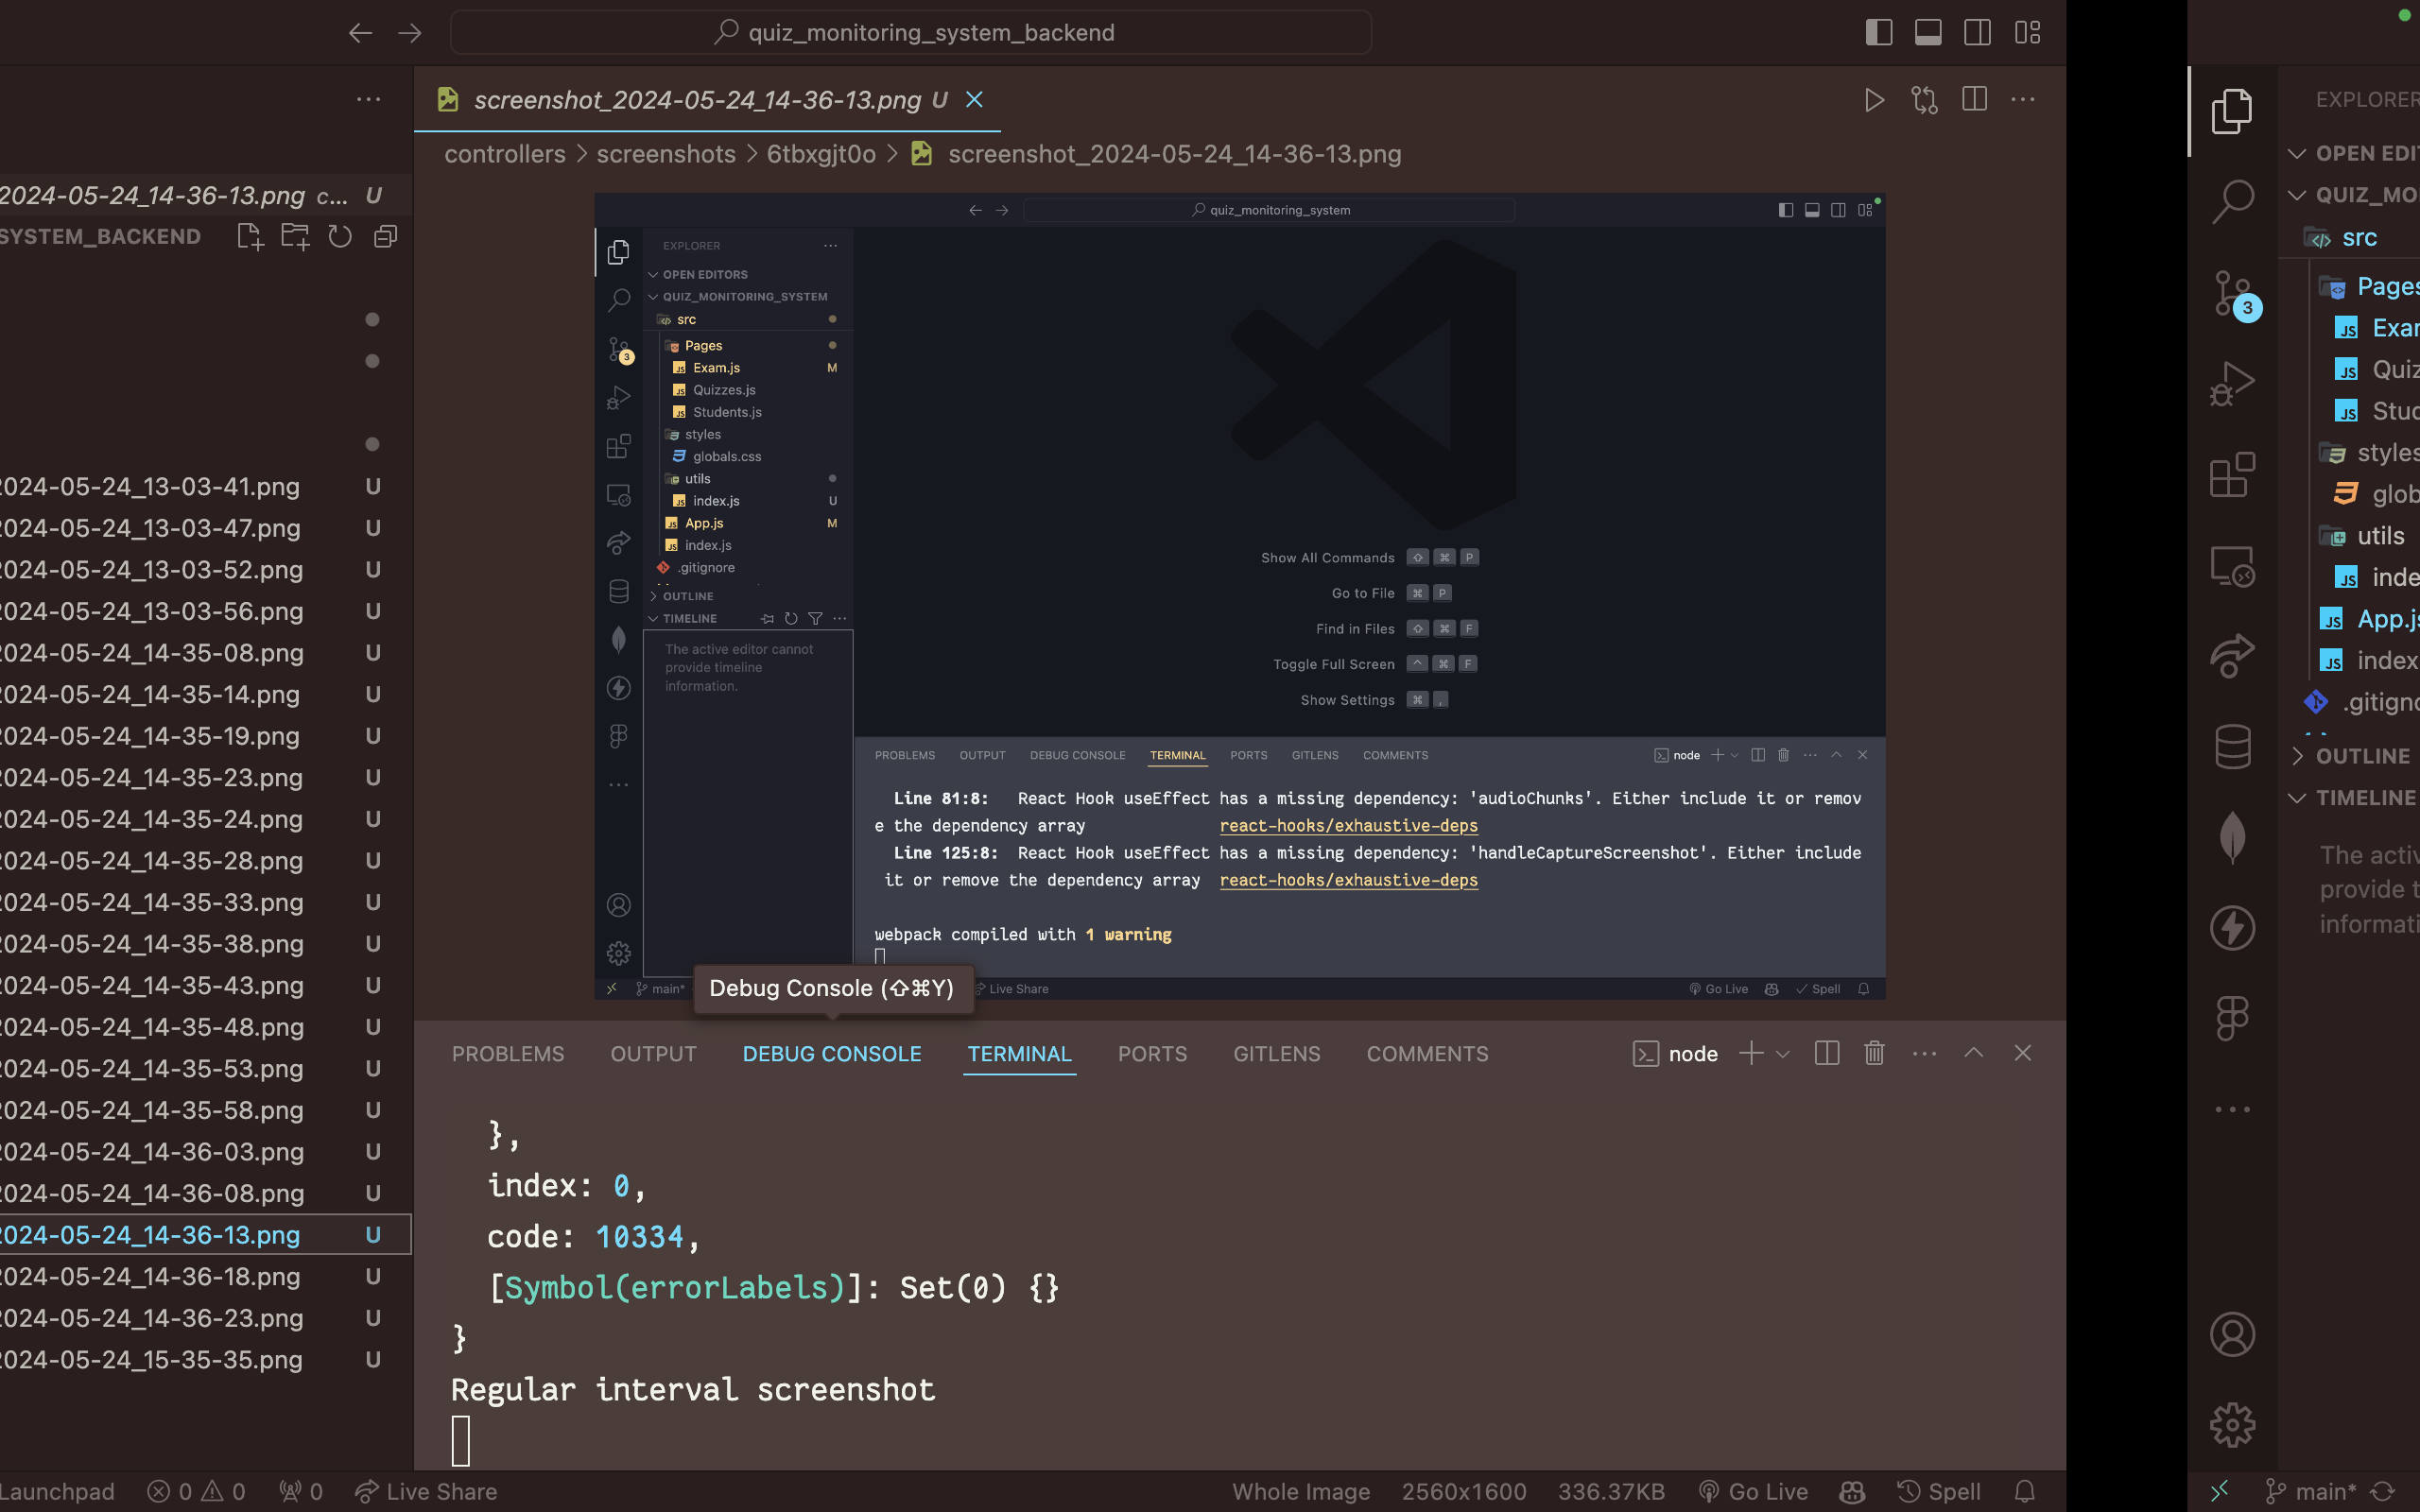 quiz_monitoring_system_backend
screenshot_2024-05-24_14-36-13.png U
controllers > screenshots > 6tbxgjt0o > screenshot_2024-05-24_14-36-13.png
2024-05-24_14-36-13.png c... U
SYSTEM_BACKEND
2024-05-24_13-03-41.png U
2024-05-24_13-03-47.png U
2024-05-24_13-03-52.png U
2024-05-24_13-03-56.png U
2024-05-24_14-35-08.png U
2024-05-24_14-35-14.png U
2024-05-24_14-35-19.png U
2024-05-24_14-35-23.png U
2024-05-24_14-35-24.png U
2024-05-24_14-35-28.png U
2024-05-24_14-35-33.png U
2024-05-24_14-35-38.png U
2024-05-24_14-35-43.png U
2024-05-24_14-35-48.png U
2024-05-24_14-35-53.png U
2024-05-24_14-35-58.png U
2024-05-24_14-36-03.png U
2024-05-24_14-36-08.png U
2024-05-24_14-36-13.png U
2024-05-24_14-36-18.png U
2024-05-24_14-36-23.png U
2024-05-24_15-35-35.png U
quiz_monitoring_system
EXPLORER
OPEN EDITORS
QUIZ_MONITORING_SYSTEM
src
Pages
3
JS Exam.js M
JS Quizzes.js
JS Students.js
styles
globals.css
utils
JS index.js U
JS App.js M
JS index.js
.gitignore
OUTLINE
TIMELINE
The active editor cannot
provide timeline
information.
Show All Commands ⇧ ⌘ P
Go to File ⌘ P
Find in Files ⇧ ⌘ F
Toggle Full Screen ^ ⌘ F
Show Settings ⌘ ,
PROBLEMS OUTPUT DEBUG CONSOLE TERMINAL PORTS GITLENS COMMENTS node
Line 81:8: React Hook useEffect has a missing dependency: 'audioChunks'. Either include it or remov
e the dependency array react-hooks/exhaustive-deps
Line 125:8: React Hook useEffect has a missing dependency: 'handleCaptureScreenshot'. Either include
it or remove the dependency array react-hooks/exhaustive-deps
webpack compiled with 1 warning
main* Live Share Go Live Spell
Debug Console (⇧⌘Y)
PROBLEMS OUTPUT DEBUG CONSOLE TERMINAL PORTS GITLENS COMMENTS node
},
index: 0,
code: 10334,
[Symbol(errorLabels)]: Set(0) {}
}
Regular interval screenshot
Launchpad 0 0 0 Live Share Whole Image 2560x1600 336.37KB Go Live Spell
EXPLORER
OPEN EDI
QUIZ_MO
src
Pages
3
JS Exa
JS Quiz
JS Stud
styles
glob
utils
JS inde
JS App.js
JS index
.gitigno
OUTLINE
TIMELINE
The activ
provide t
informati
main*